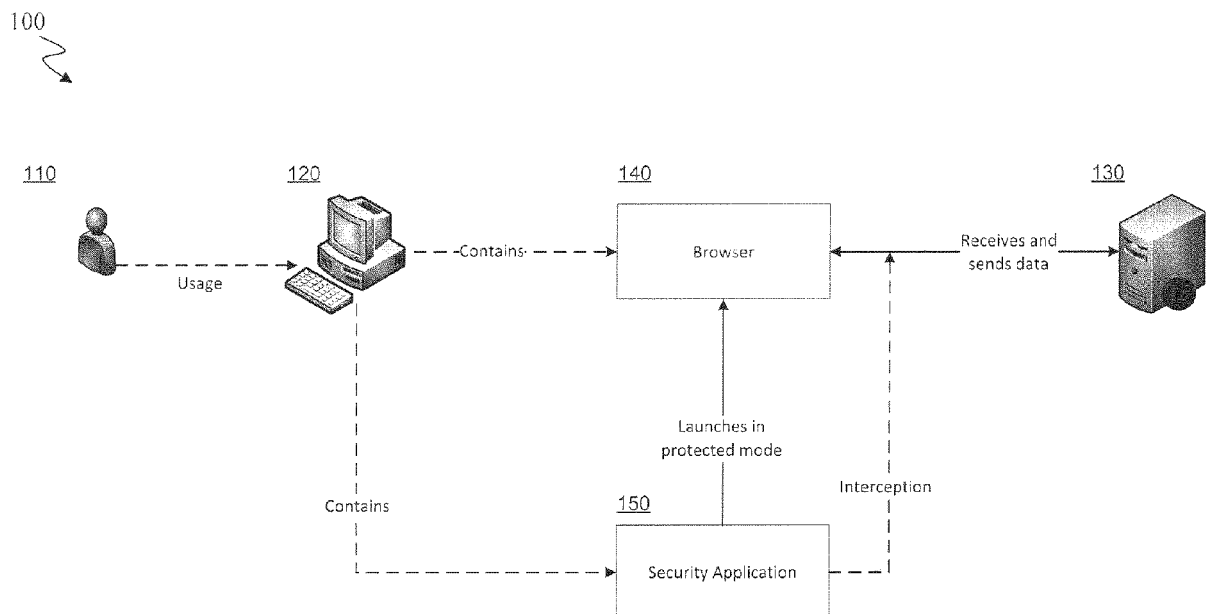 100
110
120
140
130
Usage
Contains
Browser
Receives and
sends data
Launches in
protected mode
Interception
Contains
150
Security Application